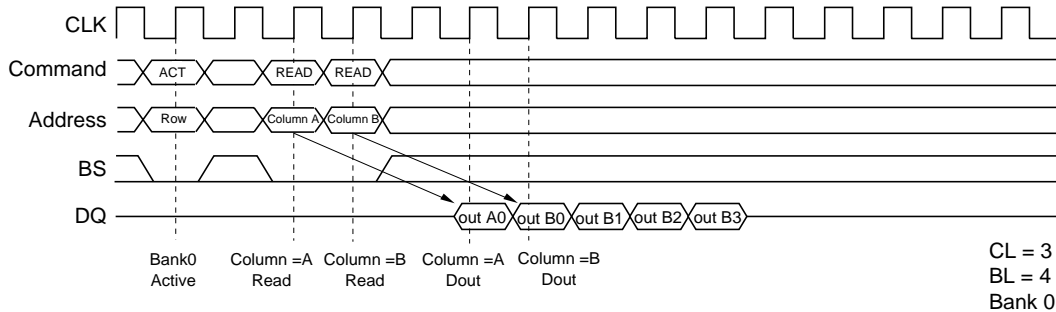 CLK
Command ACT READ READ
Address Row Column A Column B
BS
DQ out A0 out B0 out B1 out B2 out B3
Bank0 Active
Column =A Read
Column =B Read
Column =A Dout
Column =B Dout
CL = 3
BL = 4
Bank 0